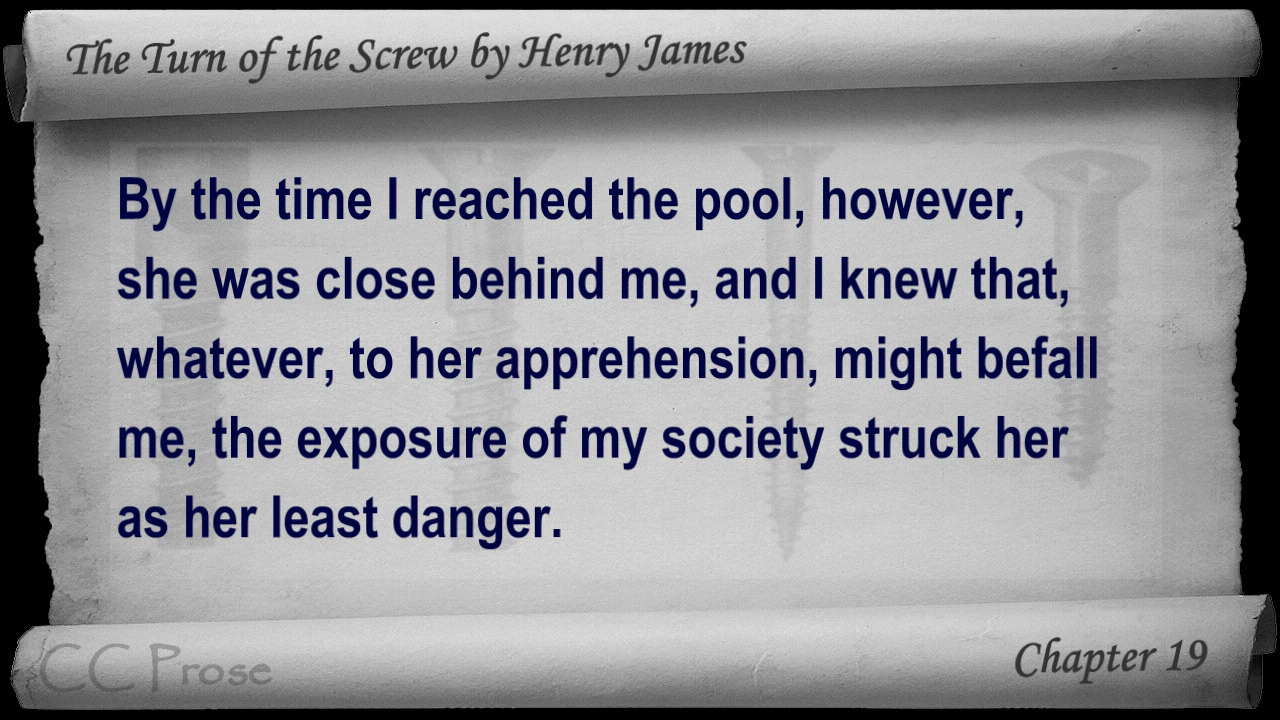 The Turn of the Screw by Henry James
By the time I reached the pool, however,
she was close behind me, and I knew that,
whatever, to her apprehension, might befall
me, the exposure of my society struck her
as her least danger.
CC Prose
Chapter 19